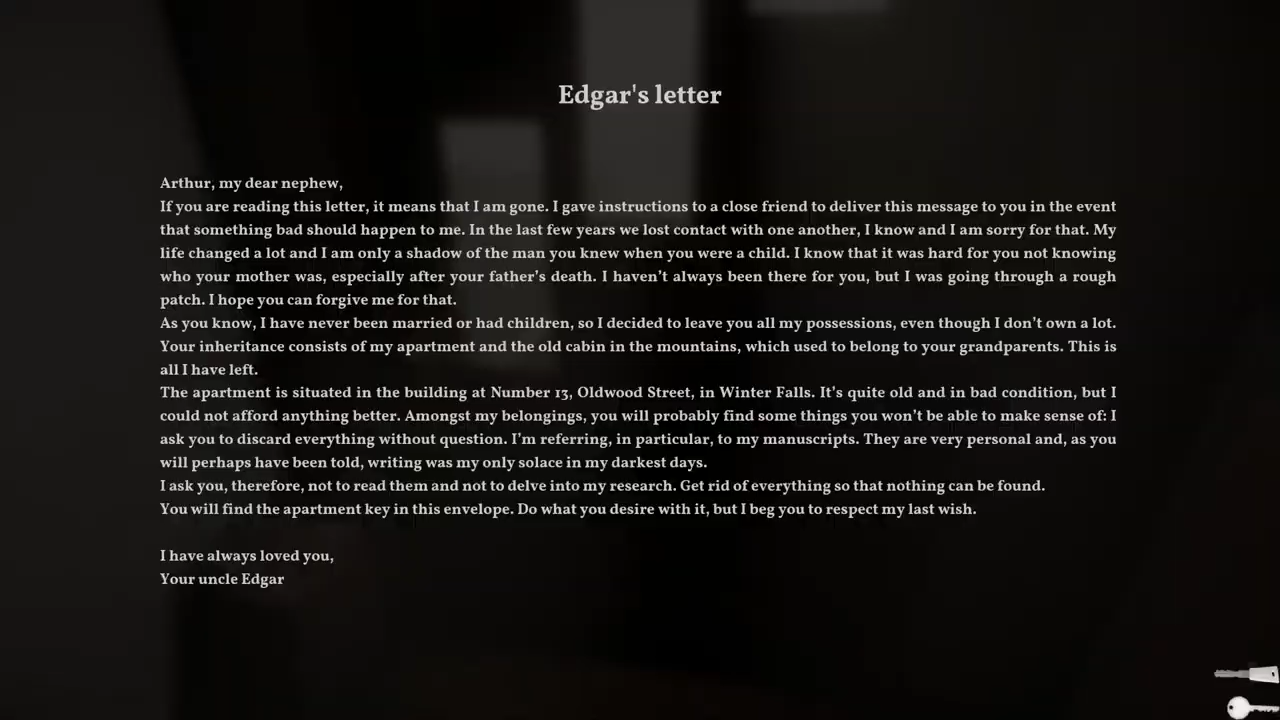 Edgar's letter
Arthur, my dear nephew,
If you are reading this letter, it means that I am gone. I gave instructions to a close friend to deliver this message to you in the event
that something bad should happen to me. In the last few years we lost contact with one another, I know and I am sorry for that. My
life changed a lot and I am only a shadow of the man you knew when you were a child. I know that it was hard for you not knowing
who your mother was, especially after your father’s death. I haven’t always been there for you, but I was going through a rough
patch. I hope you can forgive me for that.
As you know, I have never been married or had children, so I decided to leave you all my possessions, even though I don’t own a lot.
Your inheritance consists of my apartment and the old cabin in the mountains, which used to belong to your grandparents. This is
all I have left.
The apartment is situated in the building at Number 13, Oldwood Street, in Winter Falls. It’s quite old and in bad condition, but I
could not afford anything better. Amongst my belongings, you will probably find some things you won’t be able to make sense of: I
ask you to discard everything without question. I’m referring, in particular, to my manuscripts. They are very personal and, as you
will perhaps have been told, writing was my only solace in my darkest days.
I ask you, therefore, not to read them and not to delve into my research. Get rid of everything so that nothing can be found.
You will find the apartment key in this envelope. Do what you desire with it, but I beg you to respect my last wish.
I have always loved you,
Your uncle Edgar